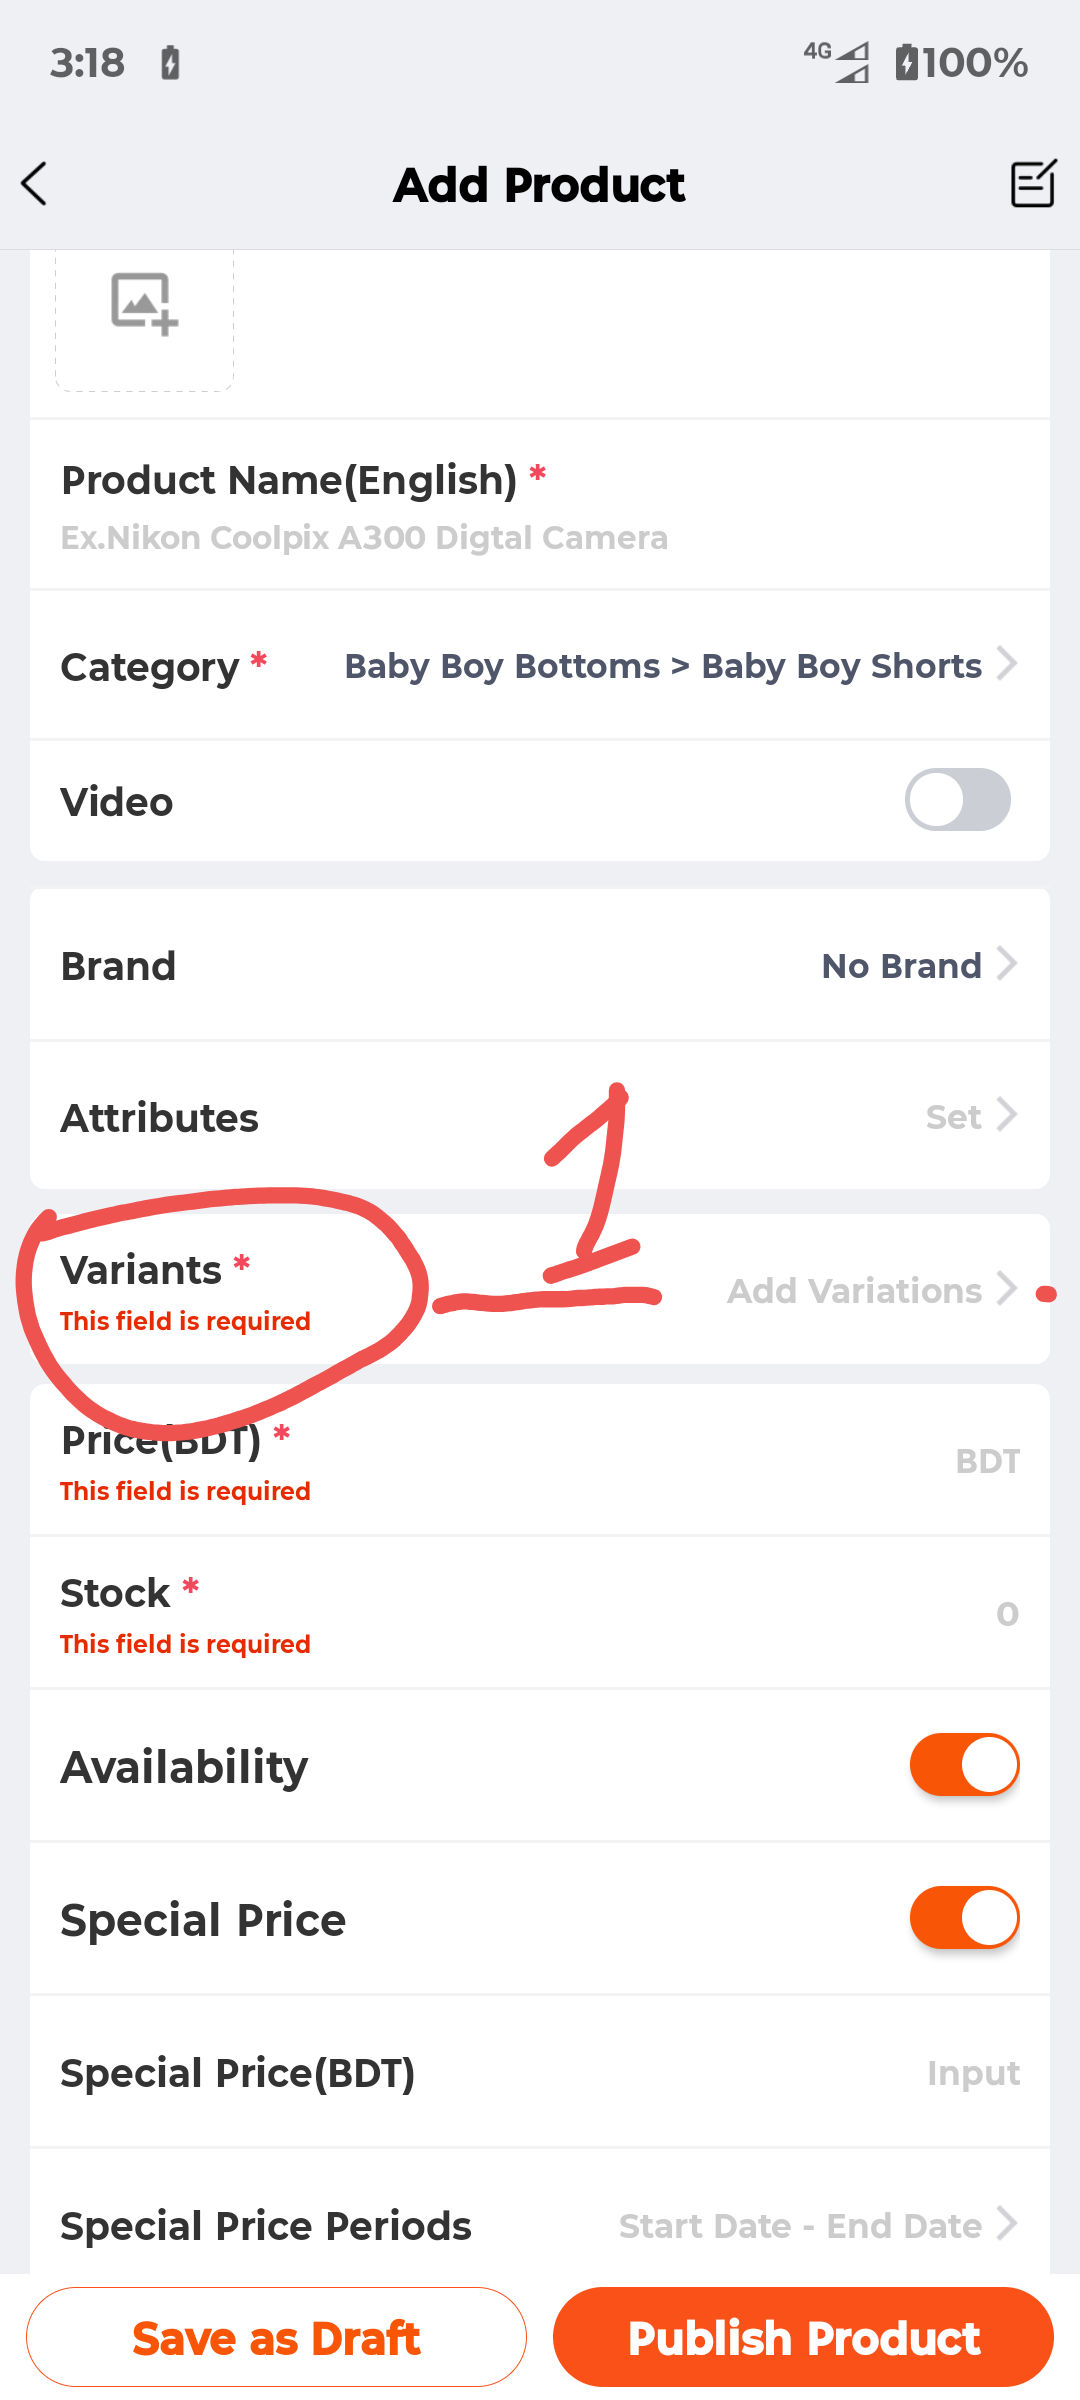 3:18
4G 100%
Add Product
Product Name(English) *
Ex.Nikon Coolpix A300 Digtal Camera
Category * Baby Boy Bottoms > Baby Boy Shorts
Video
Brand No Brand
Attributes Set
1
Variants * Add Variations
This field is required
Price(BDT) * BDT
This field is required
Stock * 0
This field is required
Availability
Special Price
Special Price(BDT) Input
Special Price Periods Start Date - End Date
Save as Draft Publish Product